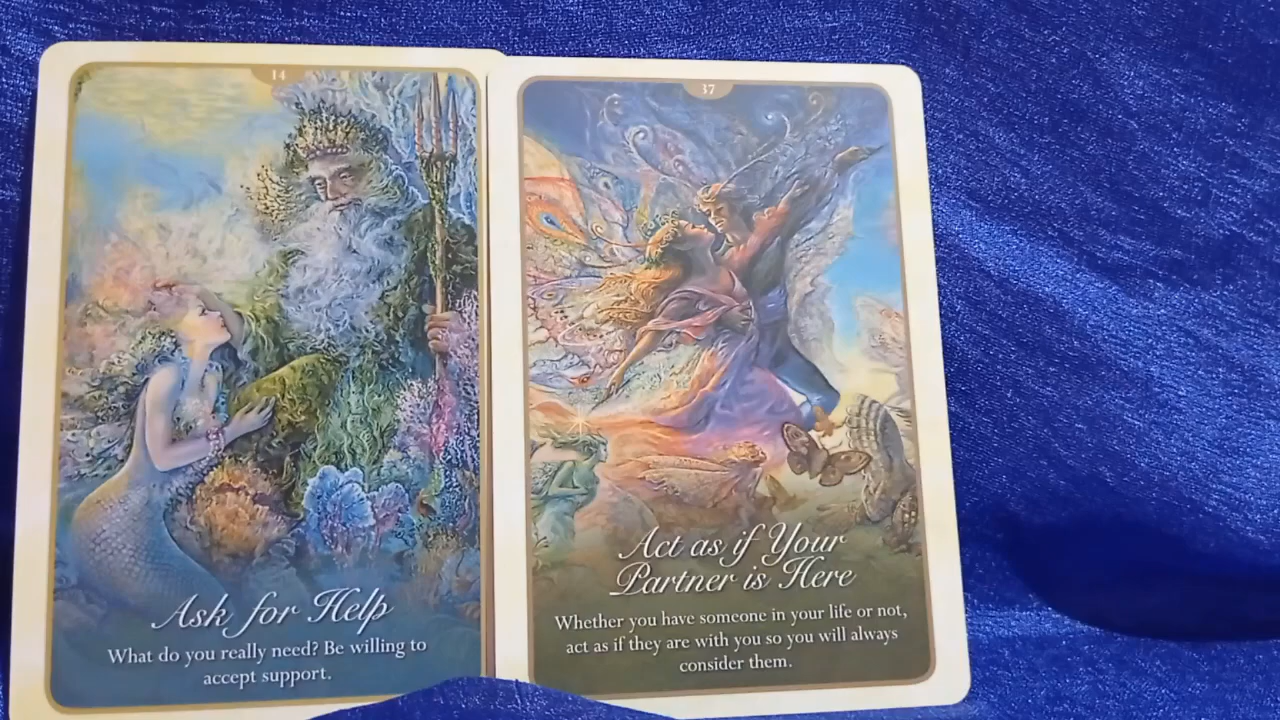 14
Ask for Help
What do you really need? Be willing to
accept support.
37
Act as if Your
Partner is Here
Whether you have someone in your life or not,
act as if they are with you so you will always
consider them.